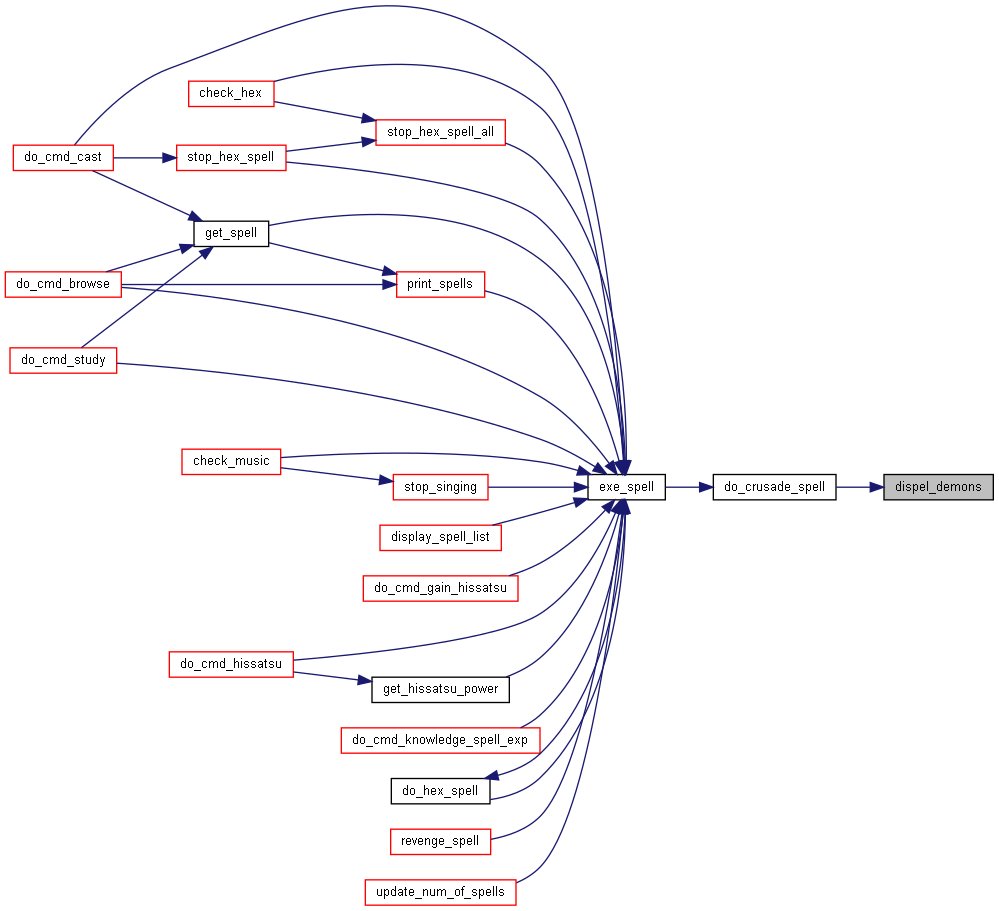 check_hex
stop_hex_spell_all
do_cmd_cast
stop_hex_spell
get_spell
do_cmd_browse
print_spells
do_cmd_study
check_music
stop_singing
exe_spell
do_crusade_spell
dispel_demons
display_spell_list
do_cmd_gain_hissatsu
do_cmd_hissatsu
get_hissatsu_power
do_cmd_knowledge_spell_exp
do_hex_spell
revenge_spell
update_num_of_spells